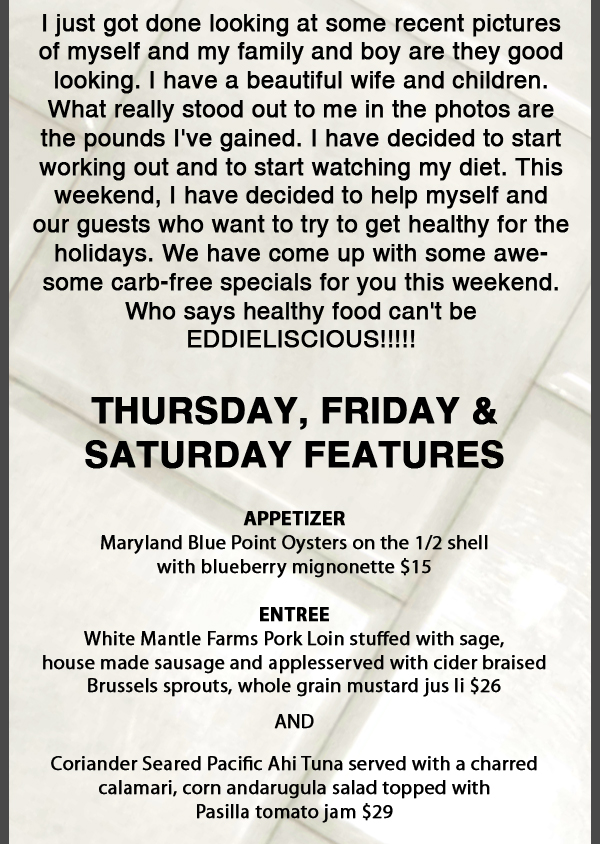 I just got done looking at some recent pictures
of myself and my family and boy are they good
looking. I have a beautiful wife and children.
What really stood out to me in the photos are
the pounds I've gained. I have decided to start
working out and to start watching my diet. This
weekend, I have decided to help myself and
our guests who want to try to get healthy for the
holidays. We have come up with some awe-
some carb-free specials for you this weekend.
Who says healthy food can't be
EDDIELISCIOUS!!!!!
THURSDAY, FRIDAY &
SATURDAY FEATURES
APPETIZER
Maryland Blue Point Oysters on the 1/2 shell
with blueberry mignonette $15
ENTREE
White Mantle Farms Pork Loin stuffed with sage,
house made sausage and applesserved with cider braised
Brussels sprouts, whole grain mustard jus li $26
AND
Coriander Seared Pacific Ahi Tuna served with a charred
calamari, corn andarugula salad topped with
Pasilla tomato jam $29